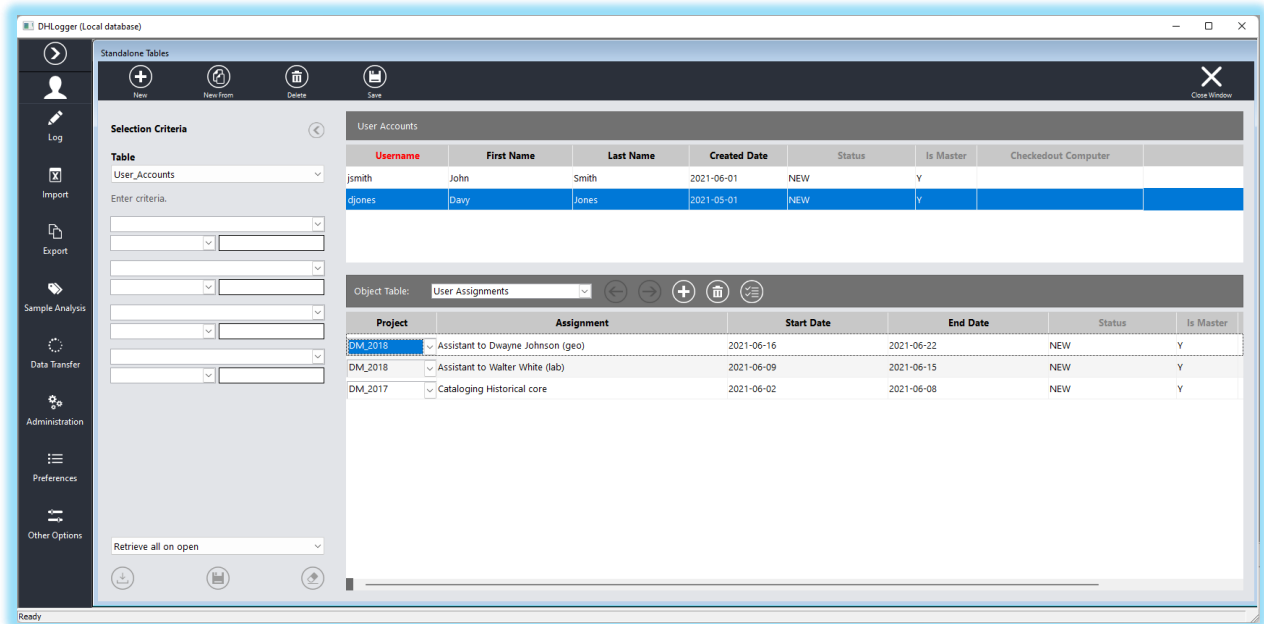 DHLogger (Local database)
Standalone Tables
New
New From
Delete
Save
Close Window
Log
Import
Export
Sample Analysis
Data Transfer
Administration
Preferences
Other Options
Selection Criteria
Table
User_Accounts
Enter criteria.
Retrieve all on open
User Accounts
Username First Name Last Name Created Date Status Is Master Checkedout Computer
jsmith John Smith 2021-06-01 NEW Y
djones Davy Jones 2021-05-01 NEW Y
Object Table: User Assignments
Project Assignment Start Date End Date Status Is Master
DM_2018 Assistant to Dwayne Johnson (geo) 2021-06-16 2021-06-22 NEW Y
DM_2018 Assistant to Walter White (lab) 2021-06-09 2021-06-15 NEW Y
DM_2017 Cataloging Historical core 2021-06-02 2021-06-08 NEW Y
Ready